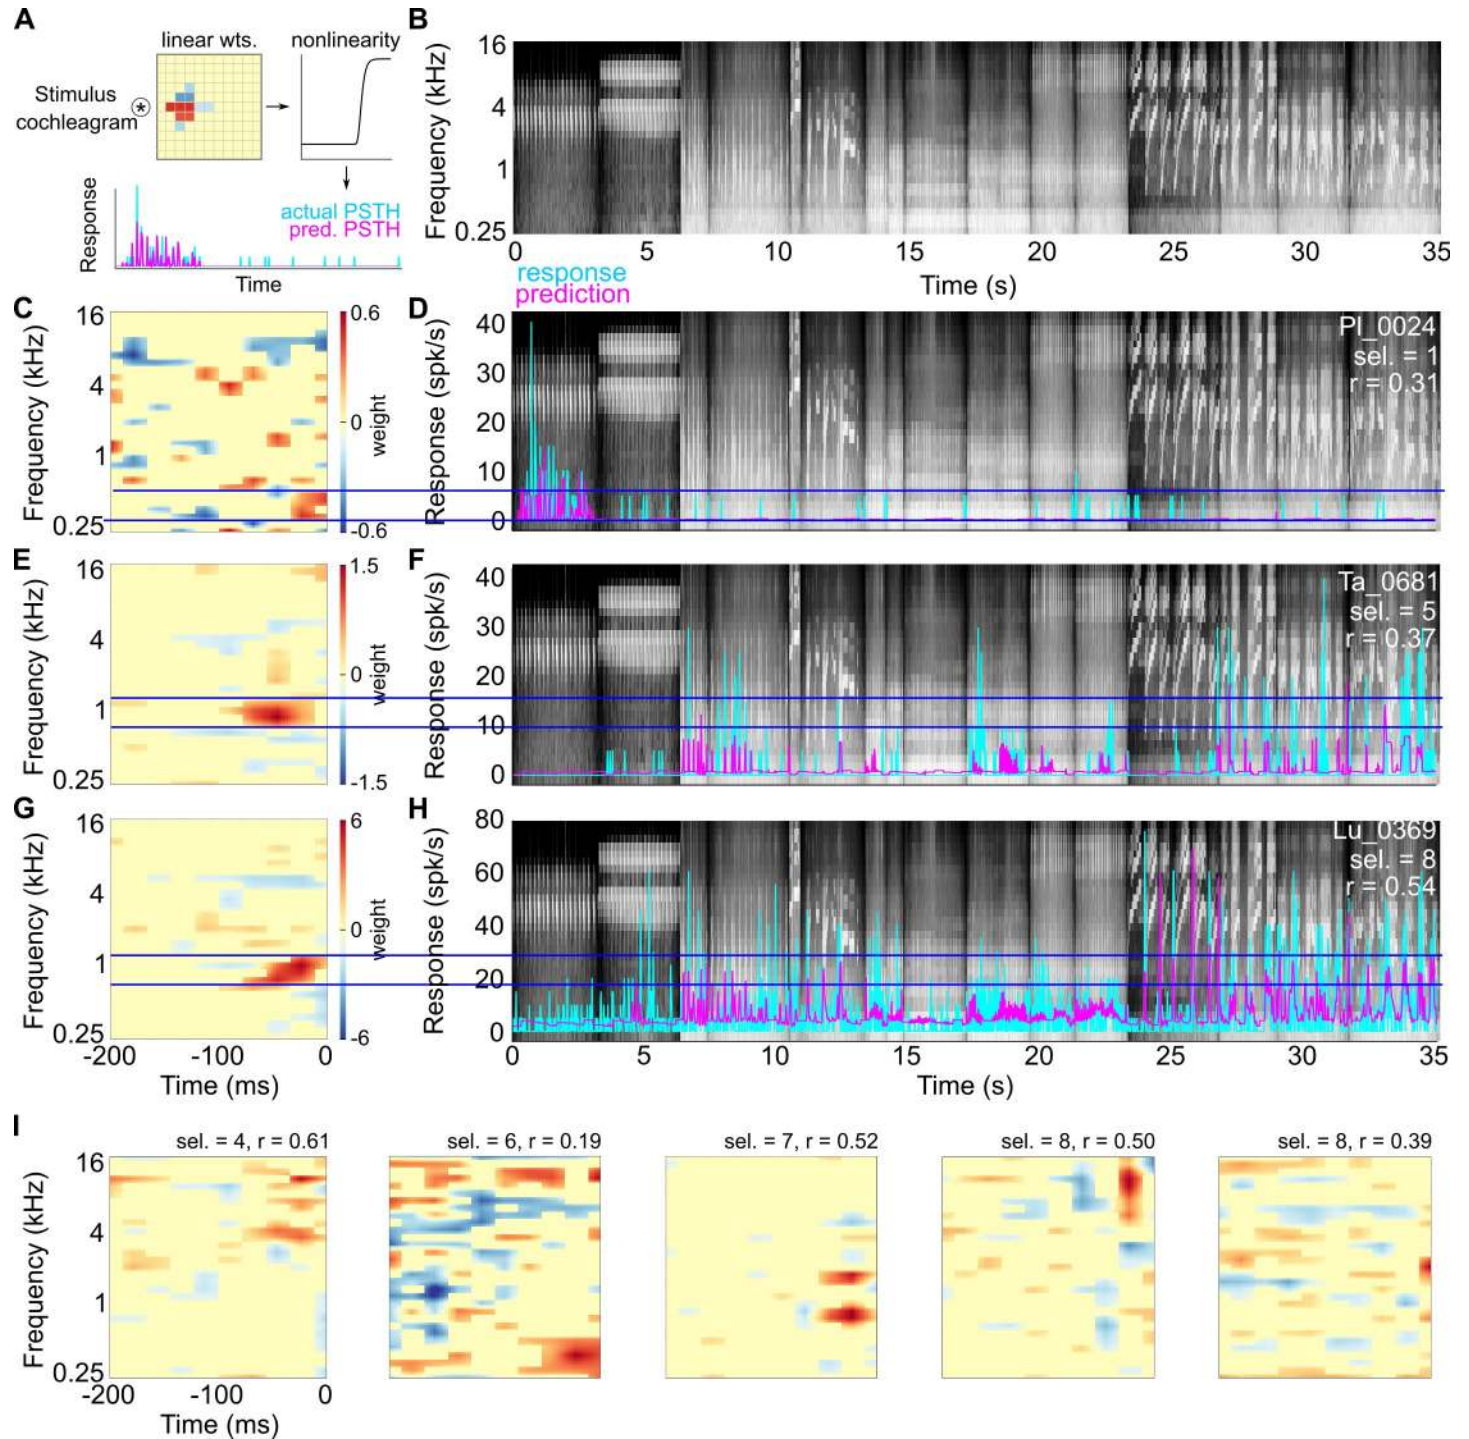 A
linear wts.
nonlinearity
Stimulus
cochleagram
*
Response
actual PSTH
pred. PSTH
Time
B
Frequency (kHz)
16
4
1
0.25
0 5 10 15 20 25 30 35
Time (s)
response
prediction
C
Frequency (kHz)
16
4
1
0.25
0.6
0
-0.6
weight
D
Response (spk/s)
40
30
20
10
0
Pl_0024
sel. = 1
r = 0.31
E
Frequency (kHz)
16
4
1
0.25
1.5
0
-1.5
weight
F
Response (spk/s)
40
30
20
10
0
Ta_0681
sel. = 5
r = 0.37
G
Frequency (kHz)
16
4
1
0.25
-200 -100 0
Time (ms)
6
0
-6
weight
H
Response (spk/s)
80
60
40
20
0
Lu_0369
sel. = 8
r = 0.54
0 5 10 15 20 25 30 35
Time (s)
I
sel. = 4, r = 0.61
sel. = 6, r = 0.19
sel. = 7, r = 0.52
sel. = 8, r = 0.50
sel. = 8, r = 0.39
Frequency (kHz)
16
4
1
0.25
-200 -100 0
Time (ms)